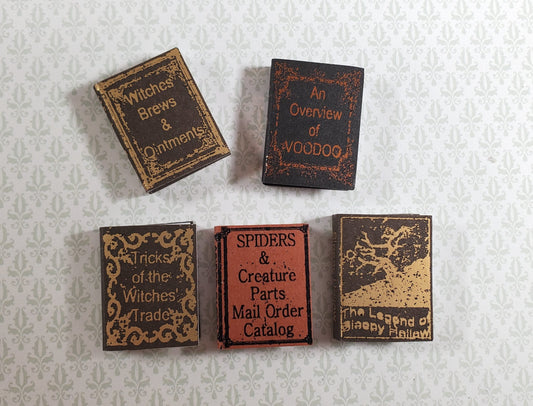 Witches'
Brews
&
Ointments
An
Overview
of
VOODOO
Tricks
of the
Witches'
Trade
SPIDERS
&
Creature
Parts
Mail Order
Catalog
The Legend of
Sleepy Hollow